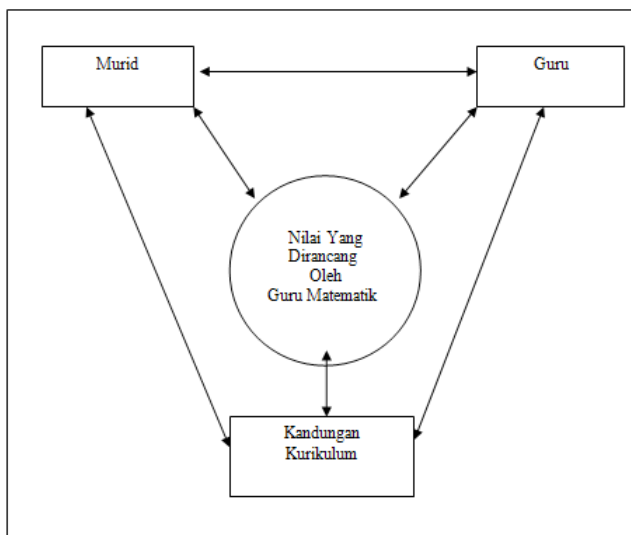 Murid
Guru
Nilai Yang
Dirancang
Oleh
Guru Matematik
Kandungan
Kurikulum